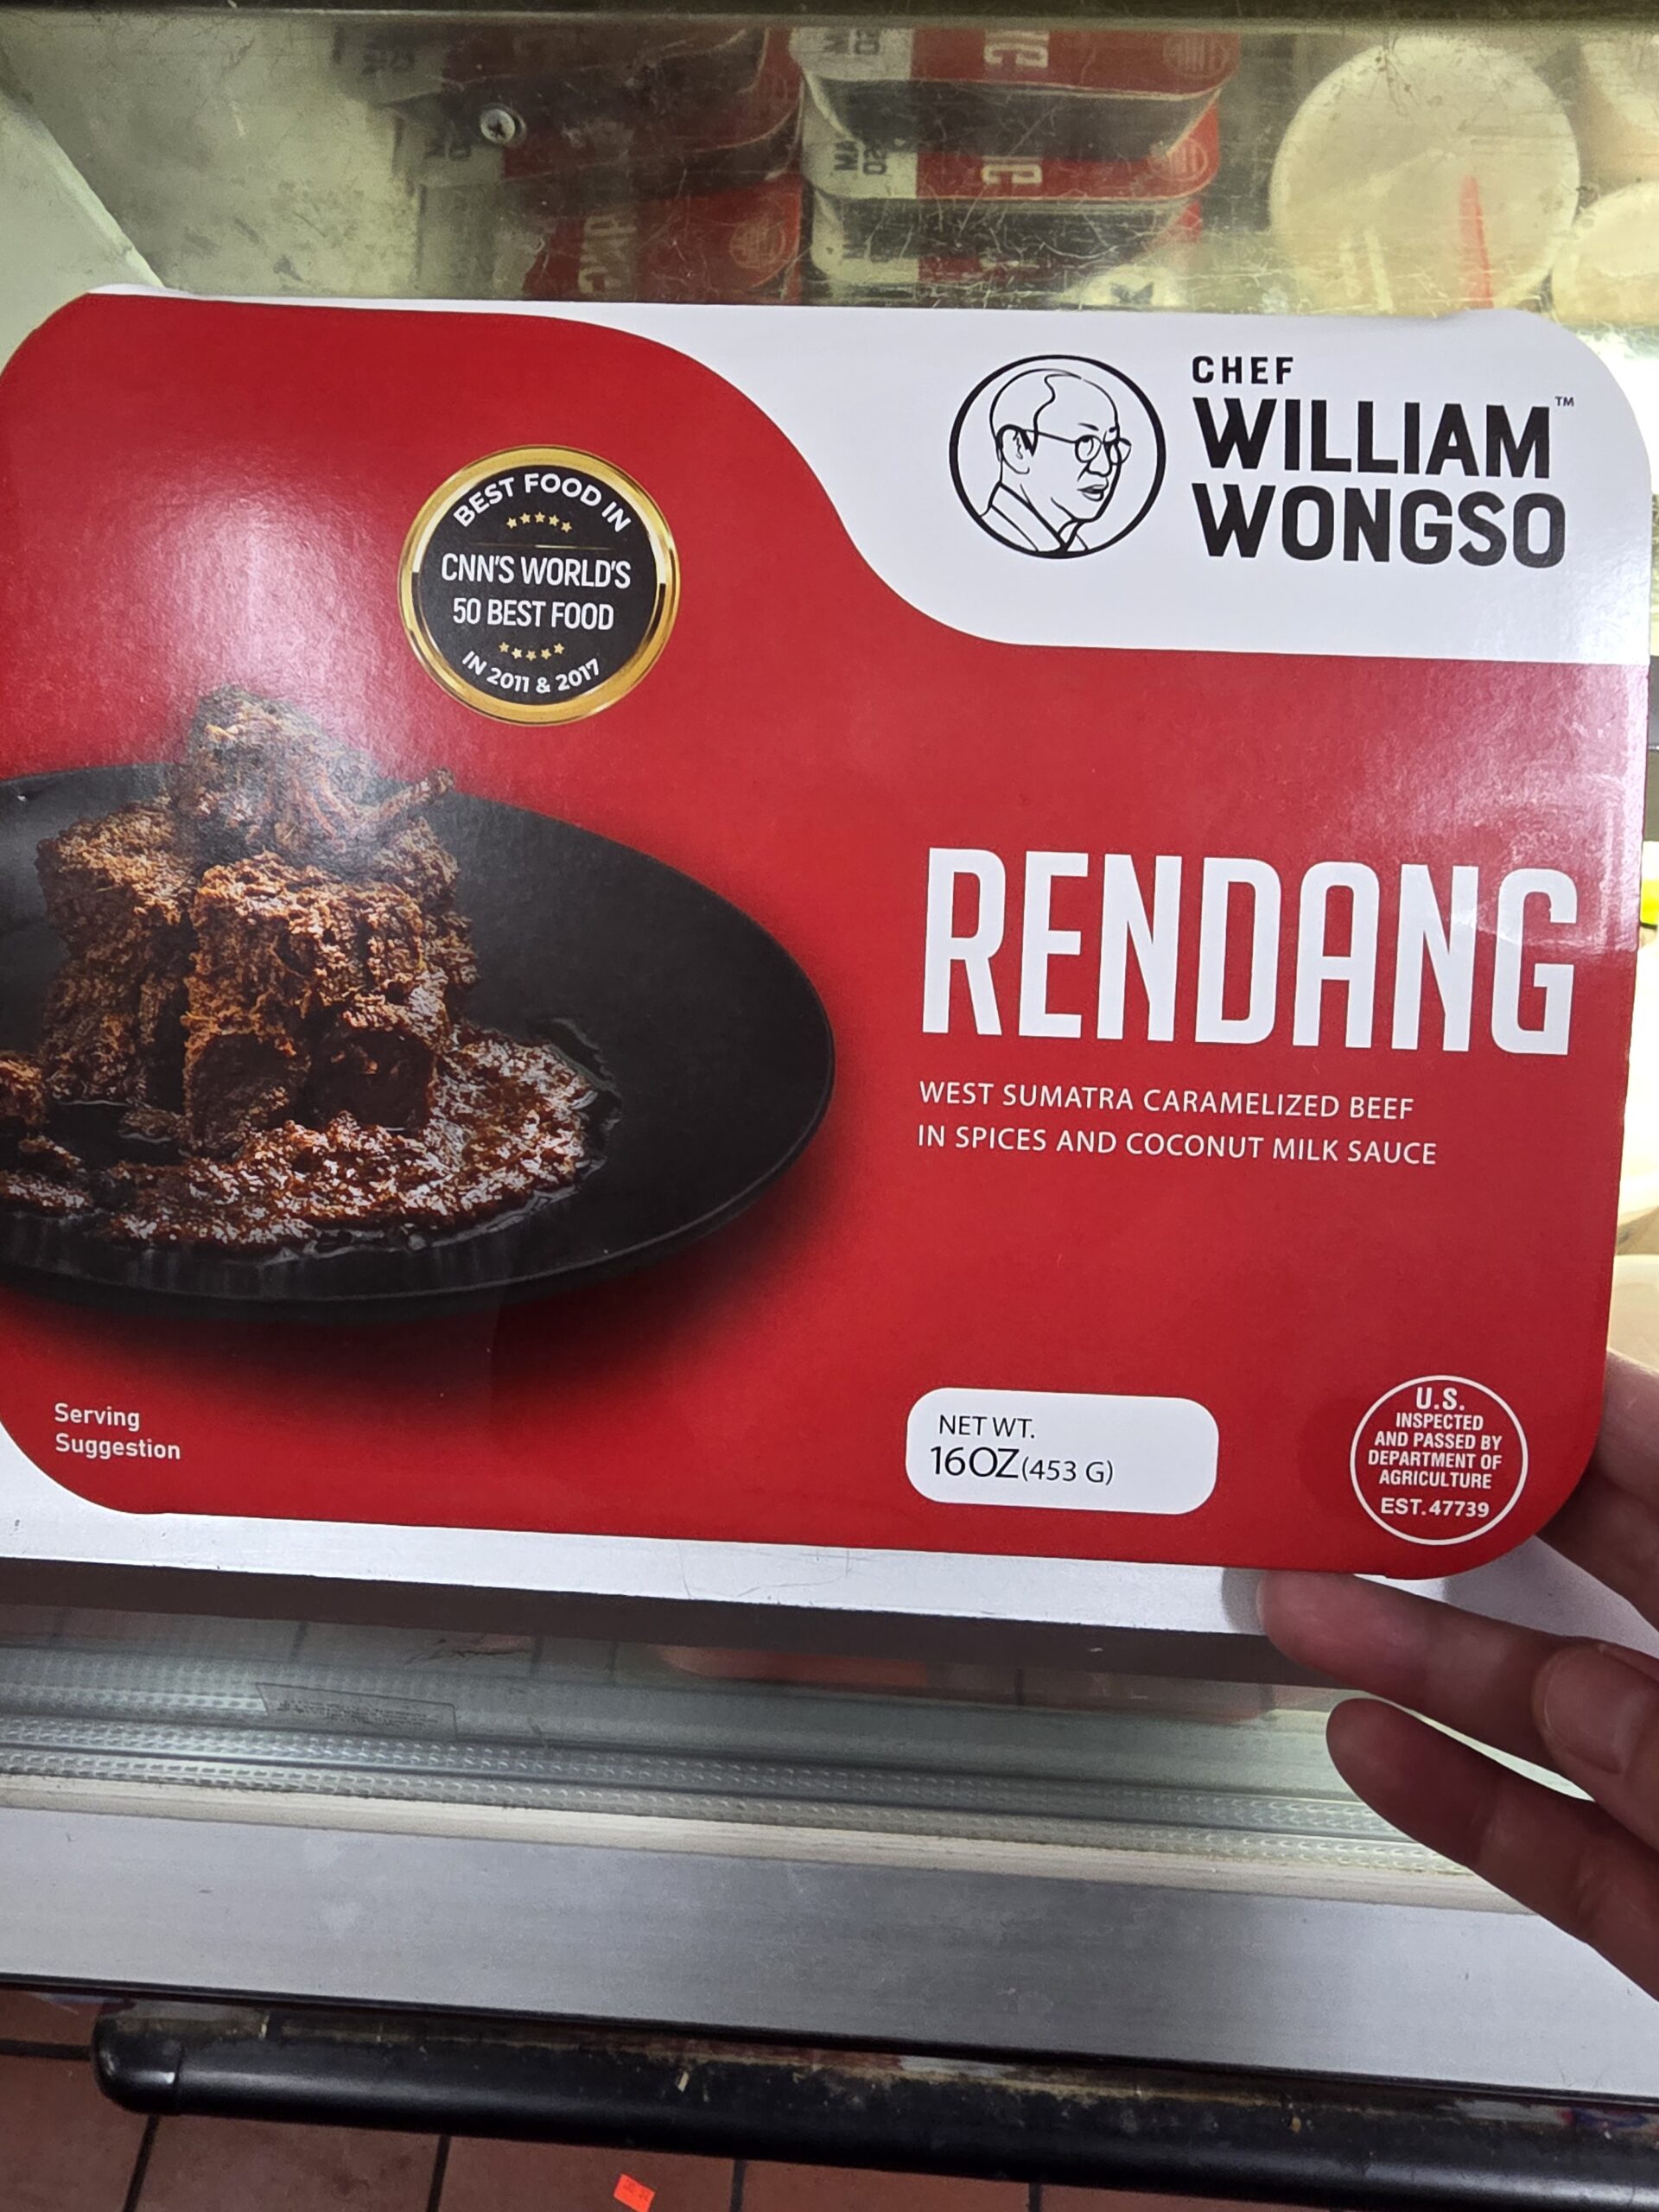 CHEF
WILLIAM
WONGSO
TM
BEST FOOD IN
CNN'S WORLD'S
50 BEST FOOD
IN 2011 & 2017
RENDANG
WEST SUMATRA CARAMELIZED BEEF
IN SPICES AND COCONUT MILK SAUCE
Serving
Suggestion
NET WT.
16OZ (453 G)
U.S.
INSPECTED
AND PASSED BY
DEPARTMENT OF
AGRICULTURE
EST. 47739